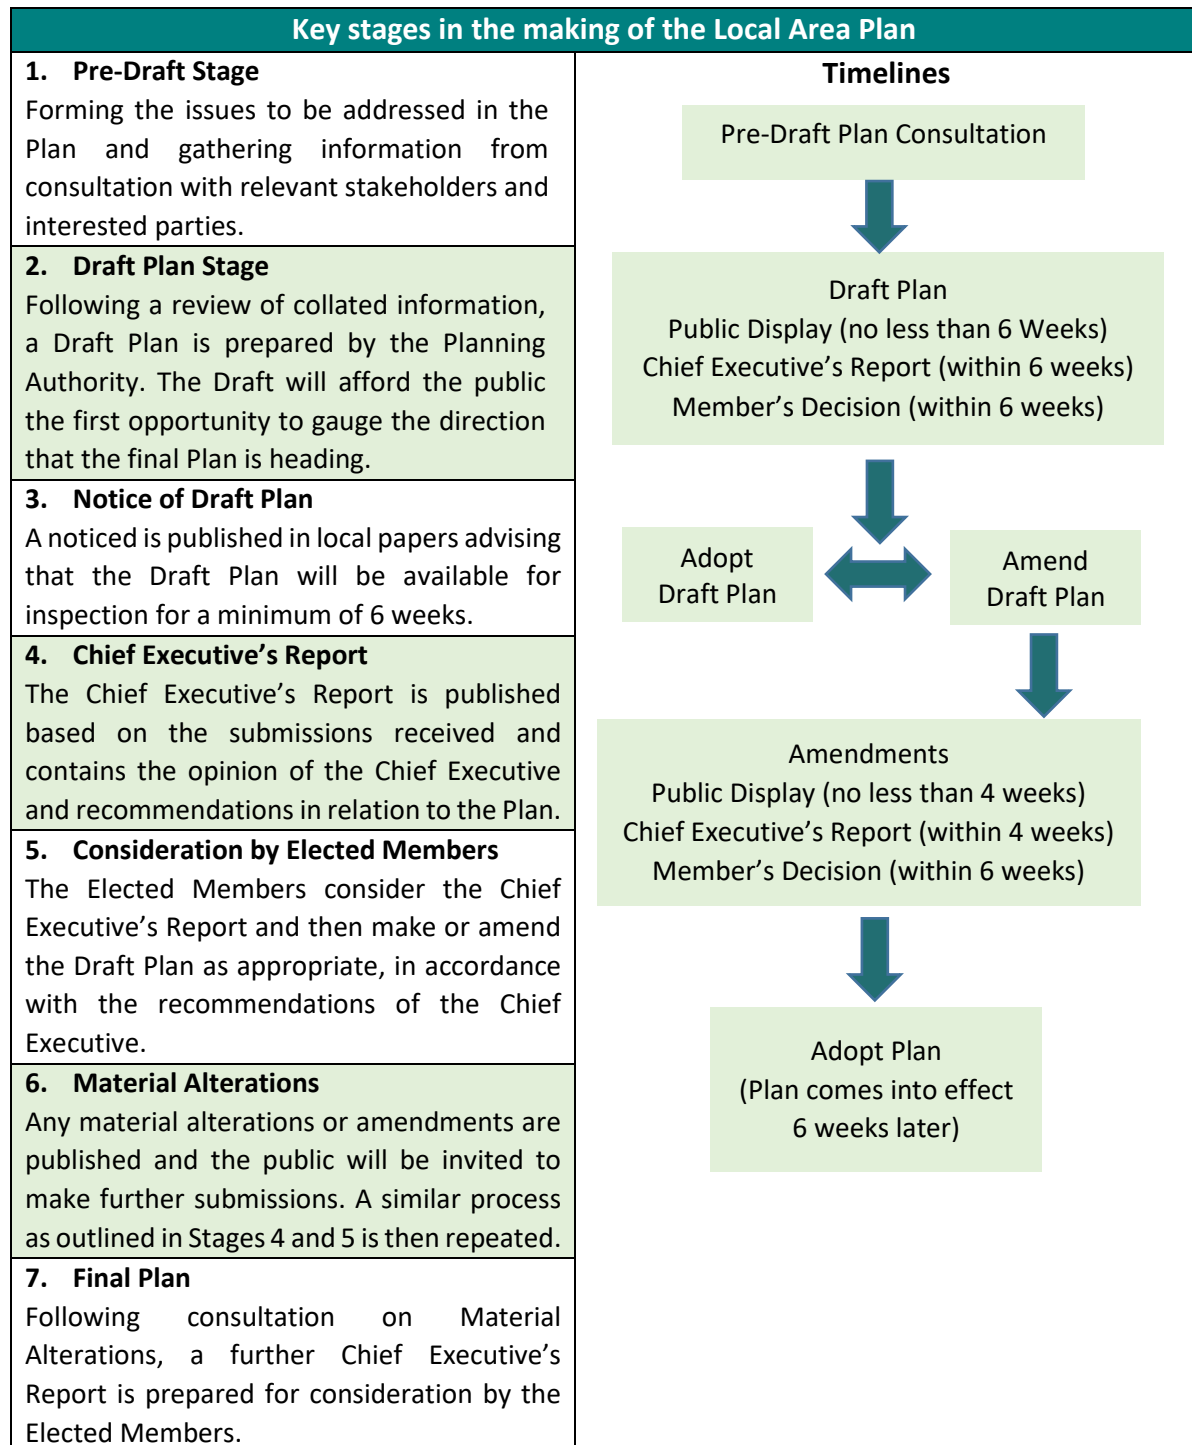 Key stages in the making of the Local Area Plan
1. Pre-Draft Stage
Forming the issues to be addressed in the
Plan and gathering information from
consultation with relevant stakeholders and
interested parties.
2. Draft Plan Stage
Following a review of collated information,
a Draft Plan is prepared by the Planning
Authority. The Draft will afford the public
the first opportunity to gauge the direction
that the final Plan is heading.
3. Notice of Draft Plan
A noticed is published in local papers advising
that the Draft Plan will be available for
inspection for a minimum of 6 weeks.
4. Chief Executive’s Report
The Chief Executive’s Report is published
based on the submissions received and
contains the opinion of the Chief Executive
and recommendations in relation to the Plan.
5. Consideration by Elected Members
The Elected Members consider the Chief
Executive’s Report and then make or amend
the Draft Plan as appropriate, in accordance
with the recommendations of the Chief
Executive.
6. Material Alterations
Any material alterations or amendments are
published and the public will be invited to
make further submissions. A similar process
as outlined in Stages 4 and 5 is then repeated.
7. Final Plan
Following consultation on Material
Alterations, a further Chief Executive’s
Report is prepared for consideration by the
Elected Members.
Timelines
Pre-Draft Plan Consultation
Draft Plan
Public Display (no less than 6 Weeks)
Chief Executive’s Report (within 6 weeks)
Member’s Decision (within 6 weeks)
Adopt
Draft Plan
Amend
Draft Plan
Amendments
Public Display (no less than 4 weeks)
Chief Executive’s Report (within 4 weeks)
Member’s Decision (within 6 weeks)
Adopt Plan
(Plan comes into effect
6 weeks later)